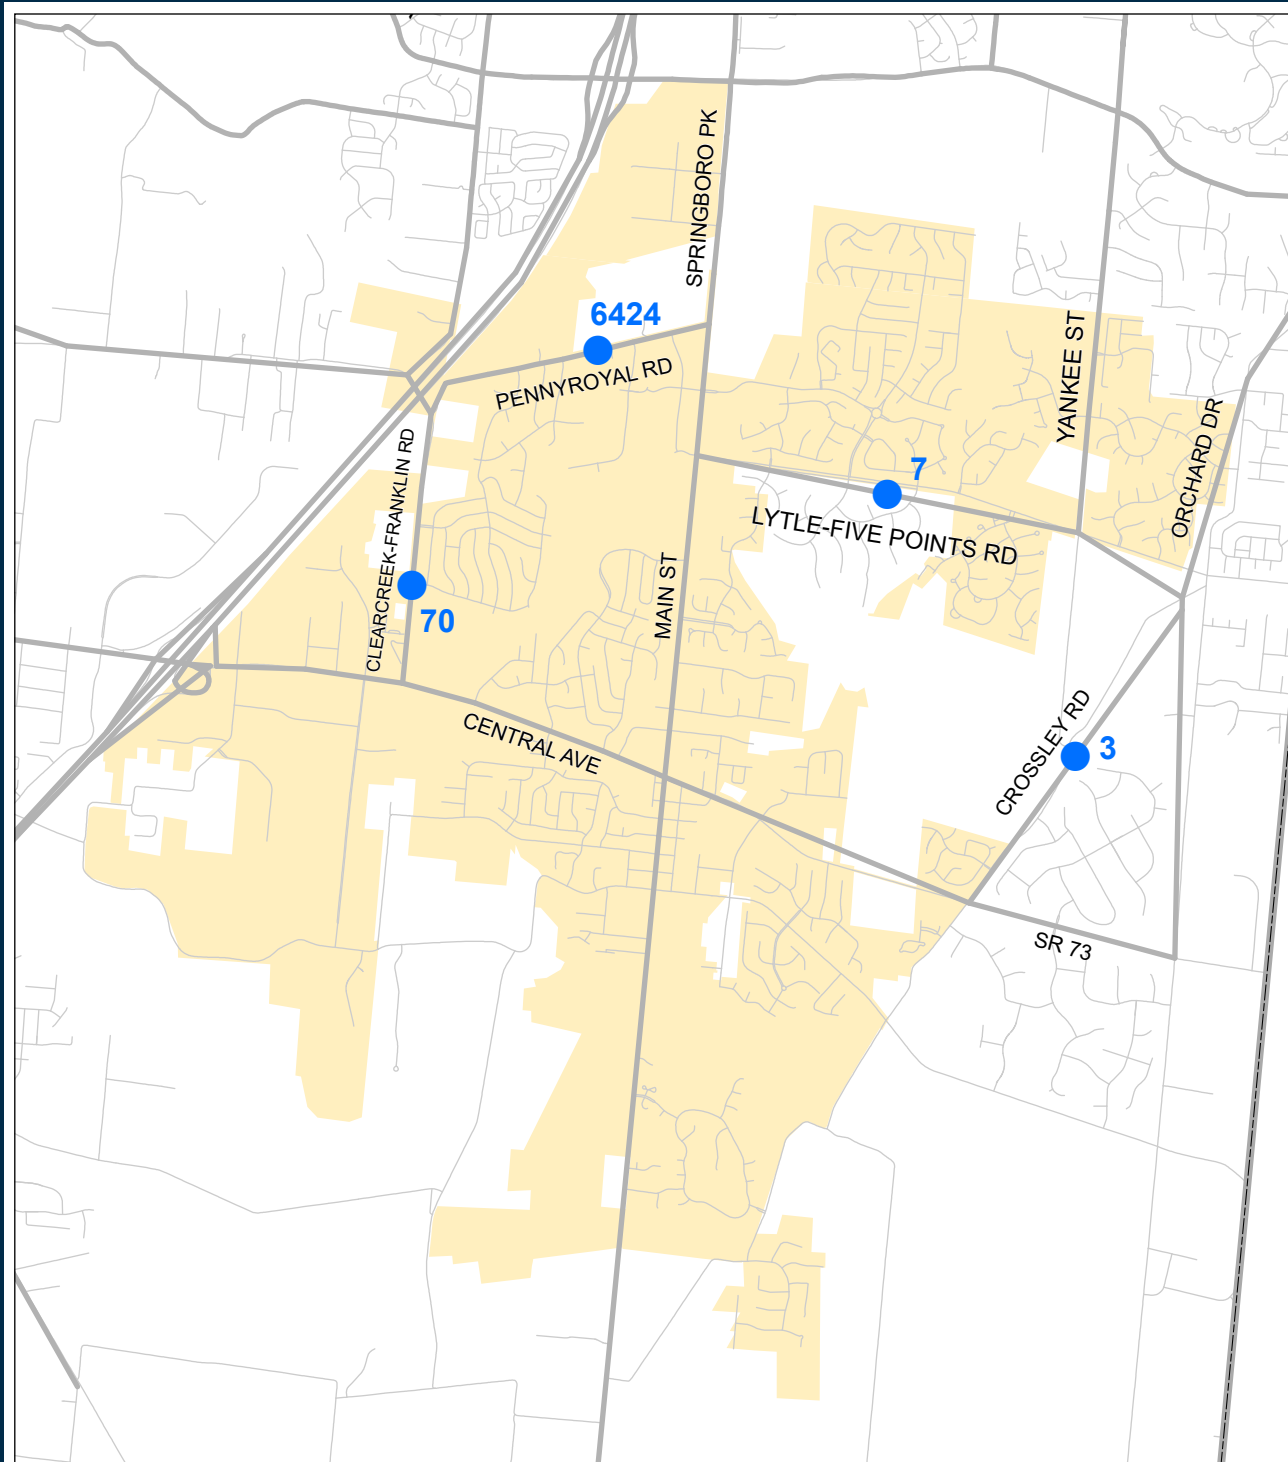 SPRINGBORO PK
6424
PENNYROYAL RD
YANKEE ST
ORCHARD DR
7
LYTLE-FIVE POINTS RD
CLEARCREEK-FRANKLIN RD
70
MAIN ST
CENTRAL AVE
CROSSLEY RD
3
SR 73